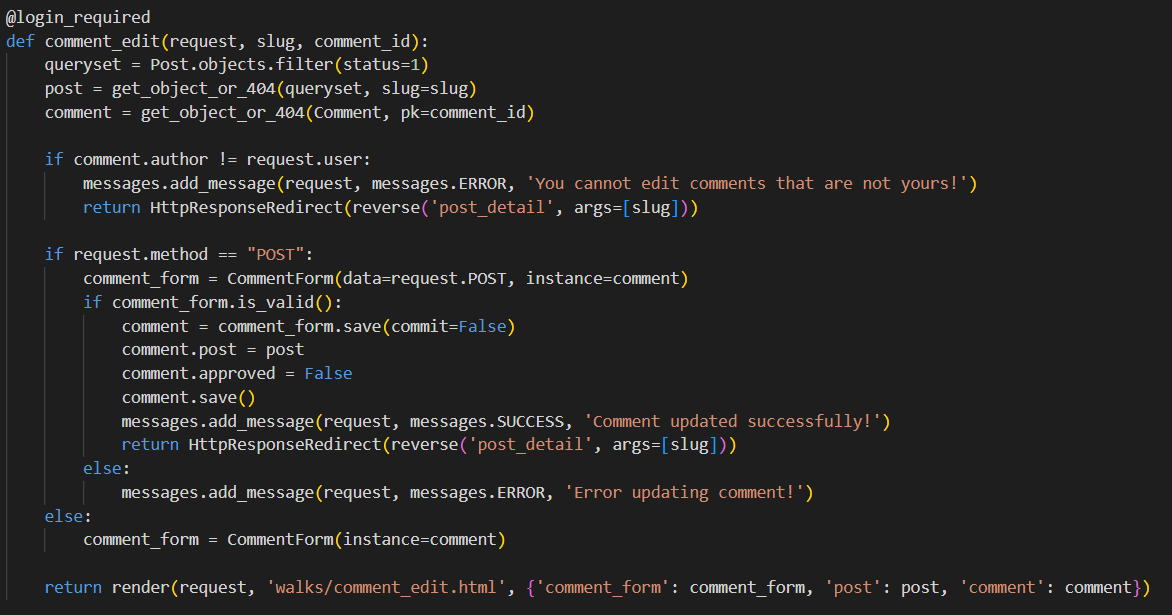 @login_required
def comment_edit(request, slug, comment_id):
    queryset = Post.objects.filter(status=1)
    post = get_object_or_404(queryset, slug=slug)
    comment = get_object_or_404(Comment, pk=comment_id)

    if comment.author != request.user:
        messages.add_message(request, messages.ERROR, 'You cannot edit comments that are not yours!')
        return HttpResponseRedirect(reverse('post_detail', args=[slug]))

    if request.method == "POST":
        comment_form = CommentForm(data=request.POST, instance=comment)
        if comment_form.is_valid():
            comment = comment_form.save(commit=False)
            comment.post = post
            comment.approved = False
            comment.save()
            messages.add_message(request, messages.SUCCESS, 'Comment updated successfully!')
            return HttpResponseRedirect(reverse('post_detail', args=[slug]))
        else:
            messages.add_message(request, messages.ERROR, 'Error updating comment!')
    else:
        comment_form = CommentForm(instance=comment)

    return render(request, 'walks/comment_edit.html', {'comment_form': comment_form, 'post': post, 'comment': comment})